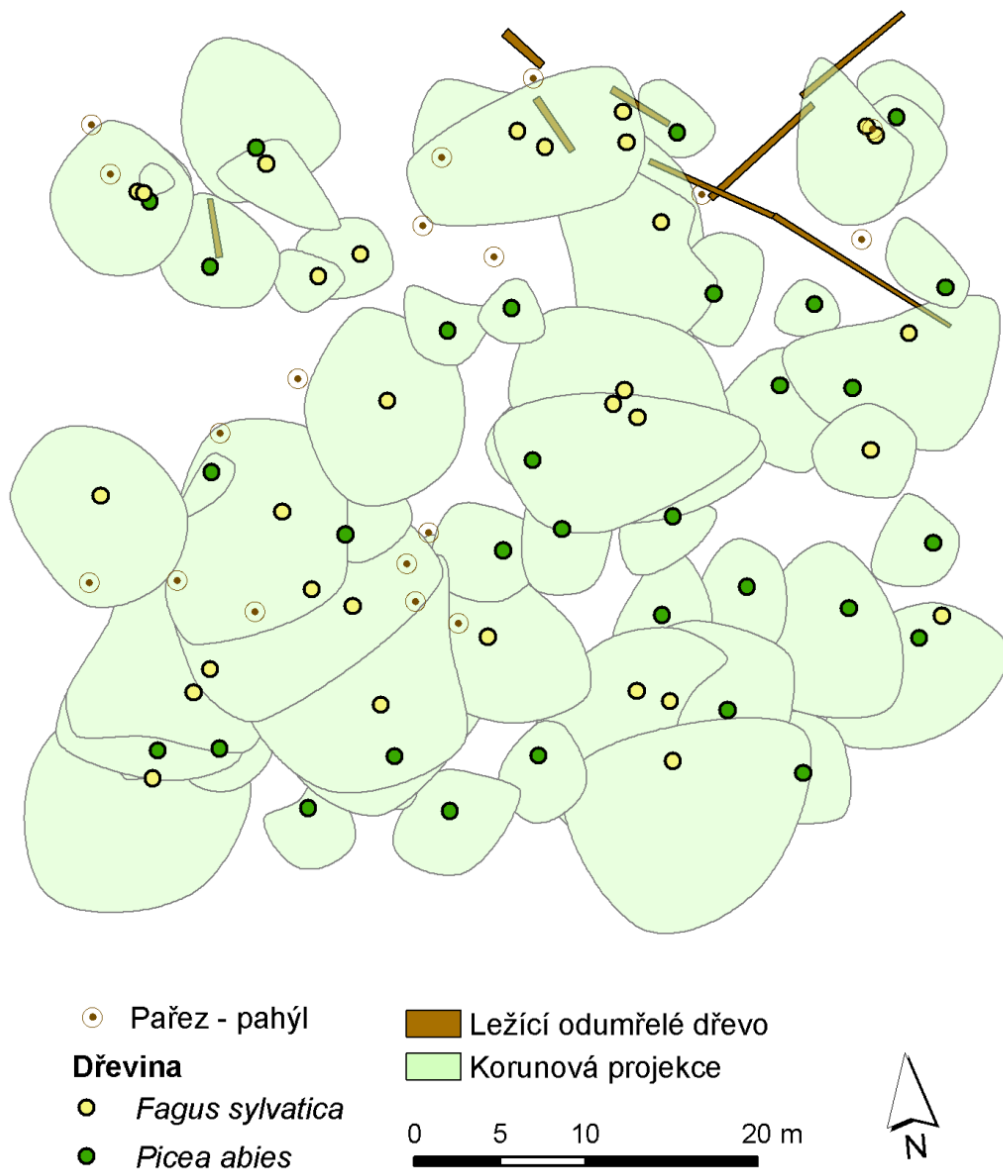 Pařez - pahýl
Dřevina
Fagus sylvatica
Picea abies
Ležící odumřelé dřevo
Korunová projekce
0 5 10 20 m
N